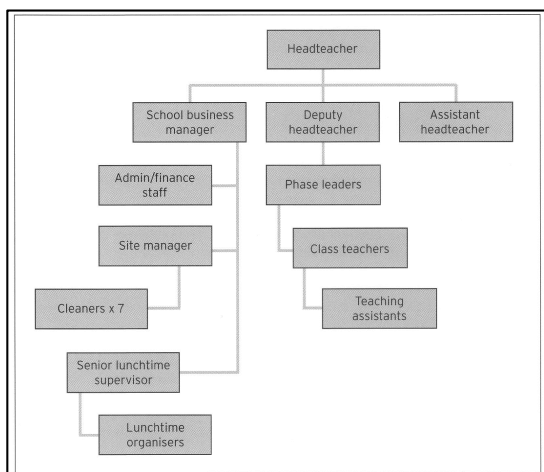 Headteacher
School business
manager
Deputy
headteacher
Assistant
headteacher
Admin/finance
staff
Phase leaders
Site manager
Class teachers
Cleaners x 7
Teaching
assistants
Senior lunchtime
supervisor
Lunchtime
organisers